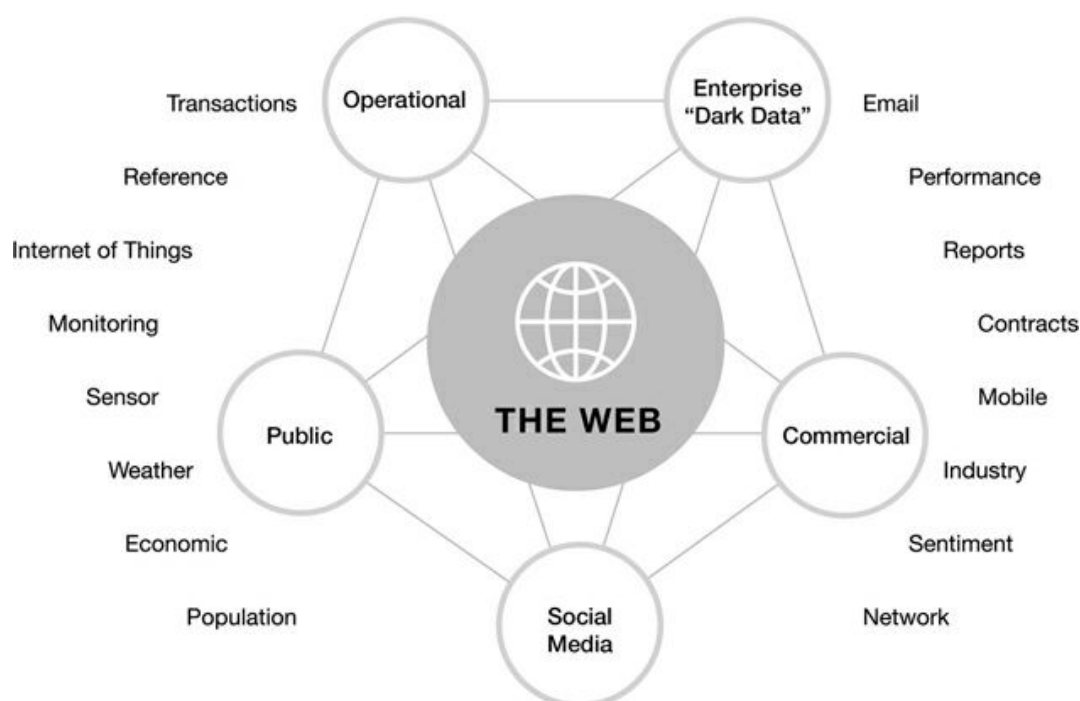 Operational
Enterprise
“Dark Data”
Transactions
Email
Reference
Performance
Internet of Things
Reports
Monitoring
Contracts
Sensor
Mobile
THE WEB
Public
Commercial
Weather
Industry
Economic
Sentiment
Population
Social
Media
Network